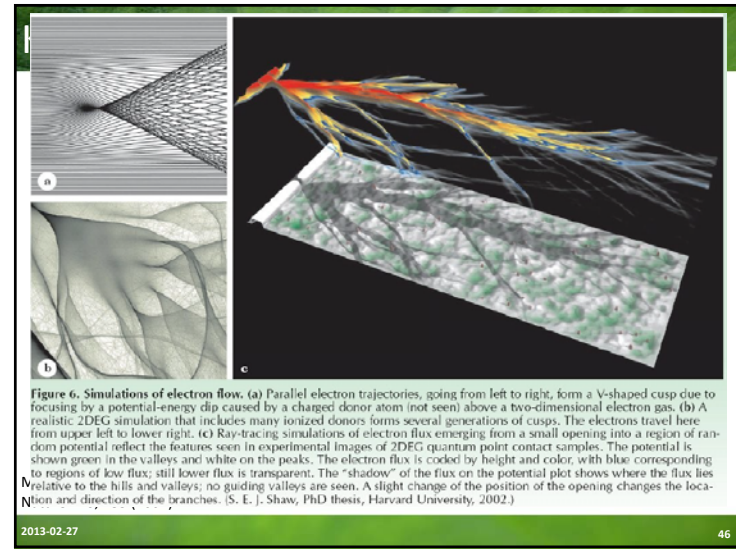 a
b
c
Figure 6. Simulations of electron flow. (a) Parallel electron trajectories, going from left to right, form a V-shaped cusp due to
focusing by a potential-energy dip caused by a charged donor atom (not seen) above a two-dimensional electron gas. (b) A
realistic 2DEG simulation that includes many ionized donors forms several generations of cusps. The electrons travel here
from upper left to lower right. (c) Ray-tracing simulations of electron flux emerging from a small opening into a region of ran-
dom potential reflect the features seen in experimental images of 2DEG quantum point contact samples. The potential is
shown green in the valleys and white on the peaks. The electron flux is coded by height and color, with blue corresponding
to regions of low flux; still lower flux is transparent. The "shadow" of the flux on the potential plot shows where the flux lies
relative to the hills and valleys; no guiding valleys are seen. A slight change of the position of the opening changes the loca-
tion and direction of the branches. (S. E. J. Shaw, PhD thesis, Harvard University, 2002.)
2013-02-27
46